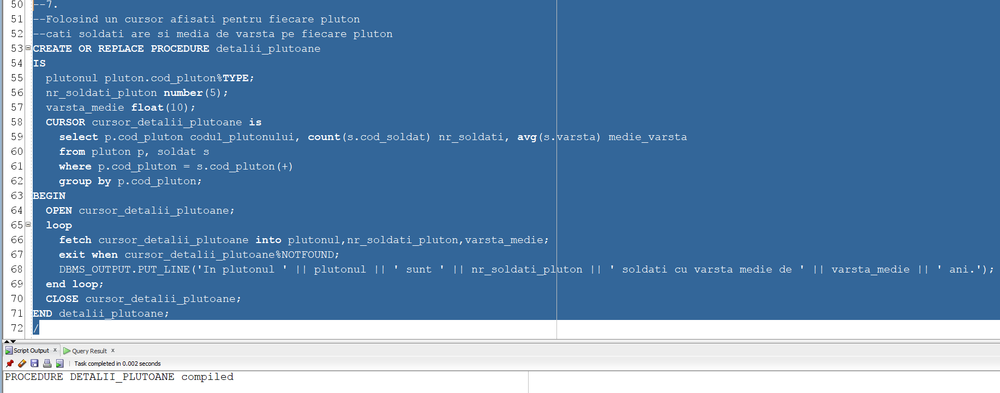 50 --7.
51 --Folosind un cursor afisati pentru fiecare pluton
52 --cati soldati are si media de varsta pe fiecare pluton
53 CREATE OR REPLACE PROCEDURE detalii_plutoane
54 IS
55 plutonul pluton.cod_pluton%TYPE;
56 nr_soldati_pluton number(5);
57 varsta_medie float(10);
58 CURSOR cursor_detalii_plutoane is
59 select p.cod_pluton codul_plutonului, count(s.cod_soldat) nr_soldati, avg(s.varsta) medie_varsta
60 from pluton p, soldat s
61 where p.cod_pluton = s.cod_pluton(+)
62 group by p.cod_pluton;
63 BEGIN
64 OPEN cursor_detalii_plutoane;
65 loop
66 fetch cursor_detalii_plutoane into plutonul,nr_soldati_pluton,varsta_medie;
67 exit when cursor_detalii_plutoane%NOTFOUND;
68 DBMS_OUTPUT.PUT_LINE('In plutonul ' || plutonul || ' sunt ' || nr_soldati_pluton || ' soldati cu varsta medie de ' || varsta_medie || ' ani.');
69 end loop;
70 CLOSE cursor_detalii_plutoane;
71 END detalii_plutoane;
72 /
Script Output x Query Result x
Task completed in 0.002 seconds
PROCEDURE DETALII_PLUTOANE compiled